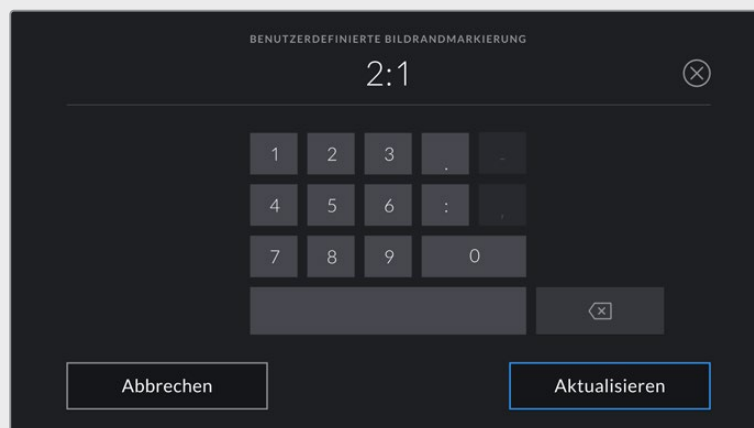 BENUTZERDEFINIERTE BILDRANDMARKIERUNG
2:1
1 2 3 . -
4 5 6 : ,
7 8 9 0
Abbrechen Aktualisieren